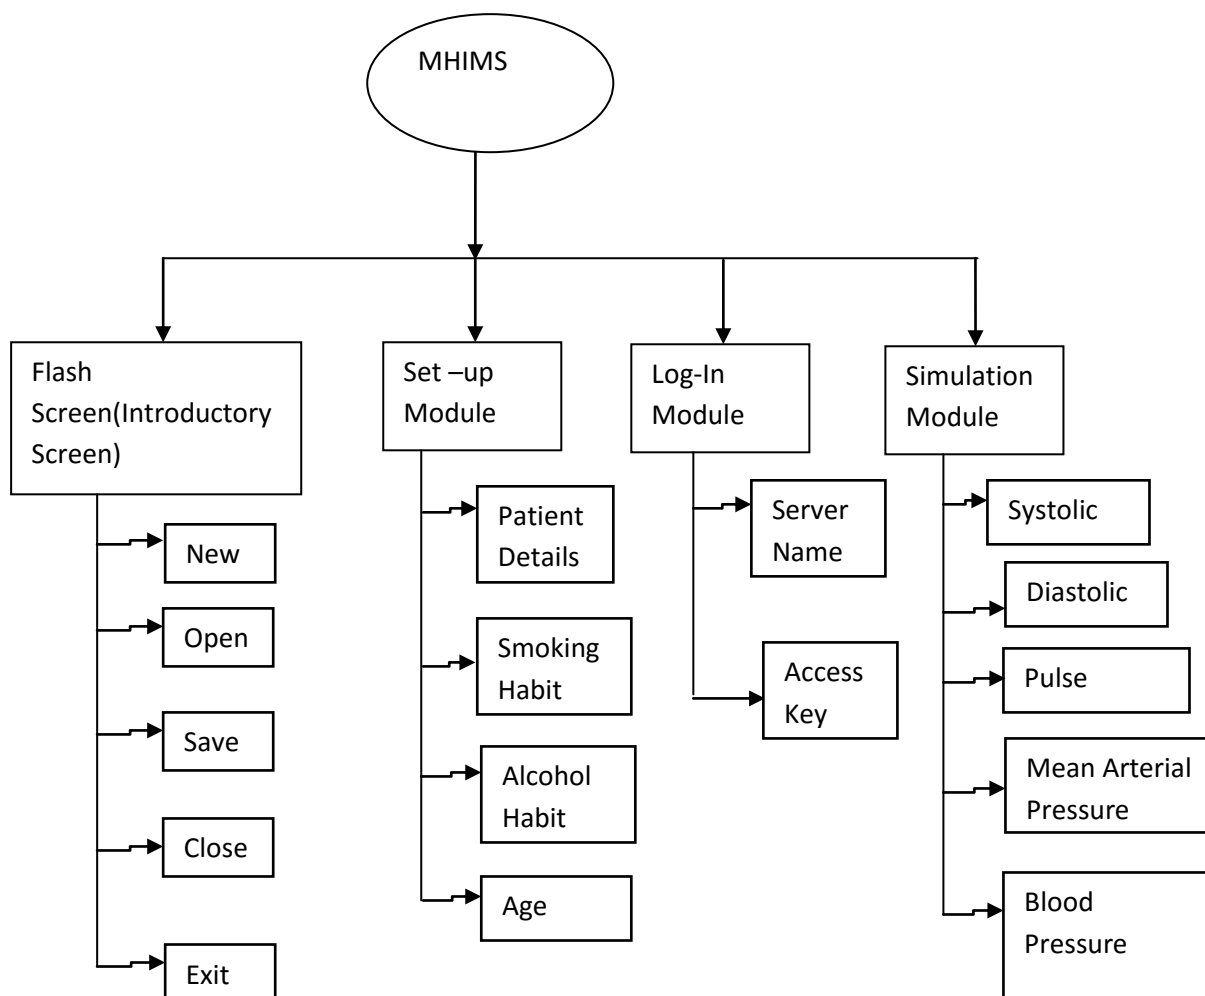 MHIMS
Flash
Screen(Introductory
Screen)
New
Open
Save
Close
Exit
Set –up
Module
Patient
Details
Smoking
Habit
Alcohol
Habit
Age
Log-In
Module
Server
Name
Access
Key
Simulation
Module
Systolic
Diastolic
Pulse
Mean Arterial
Pressure
Blood
Pressure